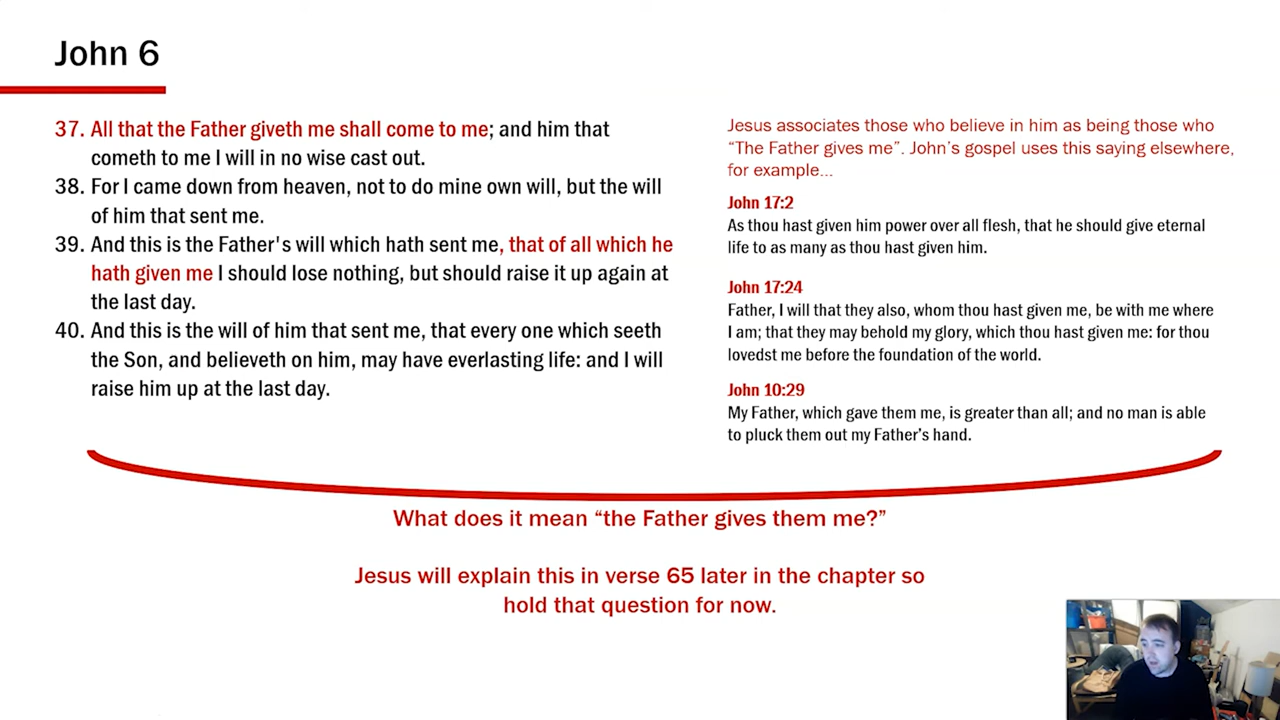 John 6
37. All that the Father giveth me shall come to me; and him that
cometh to me I will in no wise cast out.
38. For I came down from heaven, not to do mine own will, but the will
of him that sent me.
39. And this is the Father's will which hath sent me, that of all which he
hath given me I should lose nothing, but should raise it up again at
the last day.
40. And this is the will of him that sent me, that every one which seeth
the Son, and believeth on him, may have everlasting life: and I will
raise him up at the last day.
Jesus associates those who believe in him as being those who
“The Father gives me”. John’s gospel uses this saying elsewhere,
for example...
John 17:2
As thou hast given him power over all flesh, that he should give eternal
life to as many as thou hast given him.
John 17:24
Father, I will that they also, whom thou hast given me, be with me where
I am; that they may behold my glory, which thou hast given me: for thou
lovedst me before the foundation of the world.
John 10:29
My Father, which gave them me, is greater than all; and no man is able
to pluck them out my Father’s hand.
What does it mean “the Father gives them me?”
Jesus will explain this in verse 65 later in the chapter so
hold that question for now.